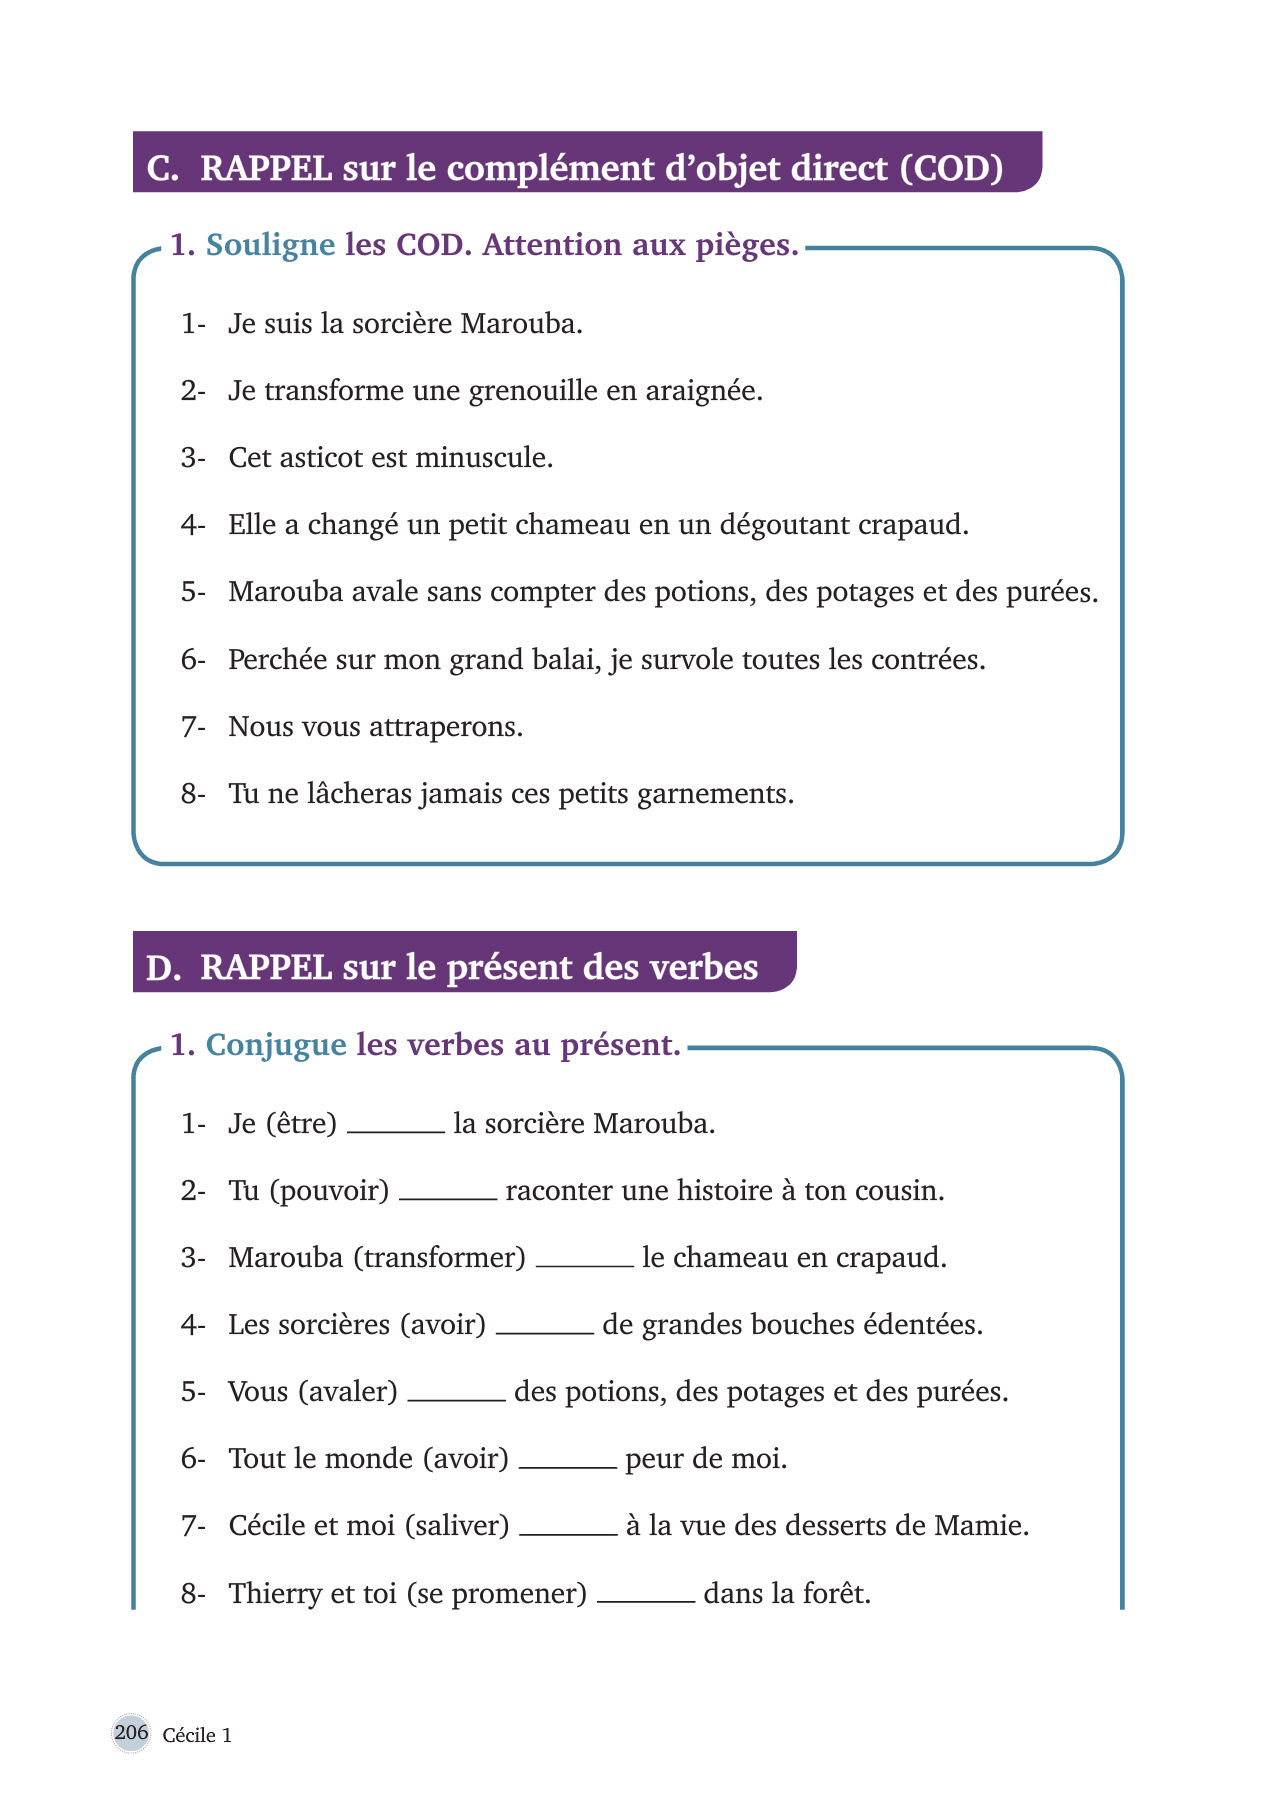 C. RAPPEL sur le complément d’objet direct (COD)
1. Souligne les COD. Attention aux pièges.
1- Je suis la sorcière Marouba.
2- Je transforme une grenouille en araignée.
3- Cet asticot est minuscule.
4- Elle a changé un petit chameau en un dégoutant crapaud.
5- Marouba avale sans compter des potions, des potages et des purées.
6- Perchée sur mon grand balai, je survole toutes les contrées.
7- Nous vous attraperons.
8- Tu ne lâcheras jamais ces petits garnements.
D. RAPPEL sur le présent des verbes
1. Conjugue les verbes au présent.
1- Je (être) _______ la sorcière Marouba.
2- Tu (pouvoir) _______ raconter une histoire à ton cousin.
3- Marouba (transformer) _______ le chameau en crapaud.
4- Les sorcières (avoir) _______ de grandes bouches édentées.
5- Vous (avaler) _______ des potions, des potages et des purées.
6- Tout le monde (avoir) _______ peur de moi.
7- Cécile et moi (saliver) _______ à la vue des desserts de Mamie.
8- Thierry et toi (se promener) _______ dans la forêt.
206 Cécile 1